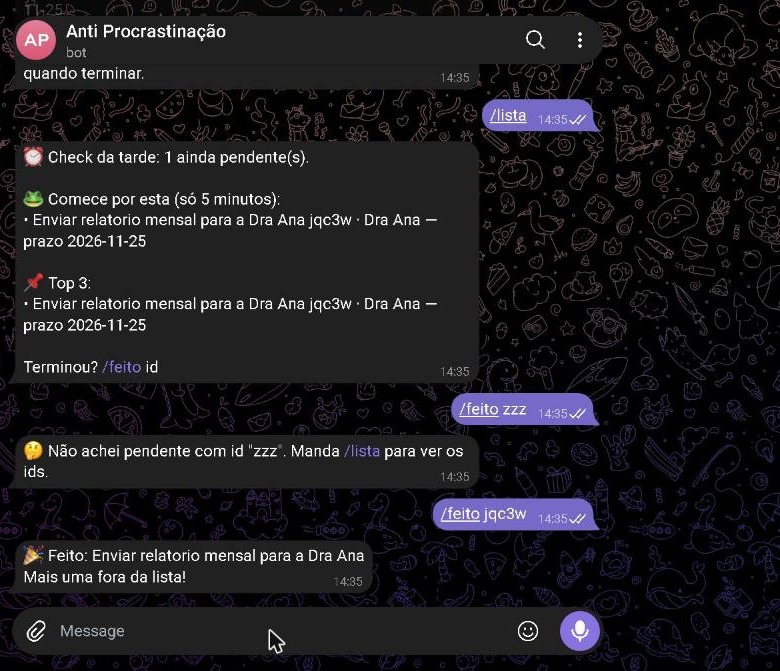 AP
Anti Procrastinação
bot
quando terminar.
14:35
/lista 14:35
⏰ Check da tarde: 1 ainda pendente(s).
🐸 Comece por esta (só 5 minutos):
• Enviar relatorio mensal para a Dra Ana jqc3w · Dra Ana —
prazo 2026-11-25
📌 Top 3:
• Enviar relatorio mensal para a Dra Ana jqc3w · Dra Ana —
prazo 2026-11-25
Terminou? /feito id
14:35
/feito zzz 14:35
🤔 Não achei pendente com id "zzz". Manda /lista para ver os
ids.
14:35
/feito jqc3w 14:35
🎉 Feito: Enviar relatorio mensal para a Dra Ana
Mais uma fora da lista!
14:35
Message